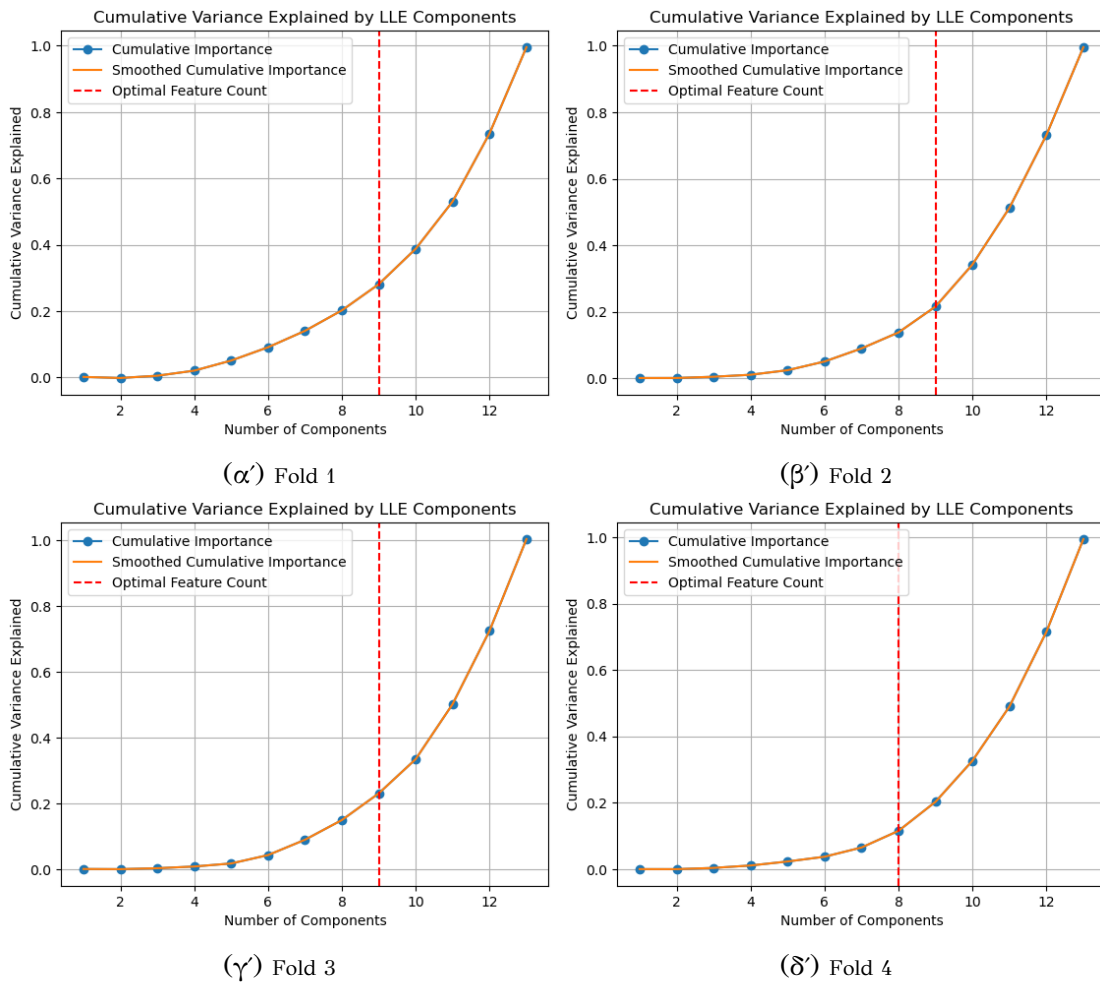 Cumulative Variance Explained by LLE Components
Cumulative Importance
Smoothed Cumulative Importance
Optimal Feature Count
Cumulative Variance Explained
1.0
0.8
0.6
0.4
0.2
0.0
2 4 6 8 10 12
Number of Components
(α′) Fold 1
Cumulative Variance Explained by LLE Components
Cumulative Importance
Smoothed Cumulative Importance
Optimal Feature Count
Cumulative Variance Explained
1.0
0.8
0.6
0.4
0.2
0.0
2 4 6 8 10 12
Number of Components
(β′) Fold 2
Cumulative Variance Explained by LLE Components
Cumulative Importance
Smoothed Cumulative Importance
Optimal Feature Count
Cumulative Variance Explained
1.0
0.8
0.6
0.4
0.2
0.0
2 4 6 8 10 12
Number of Components
(γ′) Fold 3
Cumulative Variance Explained by LLE Components
Cumulative Importance
Smoothed Cumulative Importance
Optimal Feature Count
Cumulative Variance Explained
1.0
0.8
0.6
0.4
0.2
0.0
2 4 6 8 10 12
Number of Components
(δ′) Fold 4